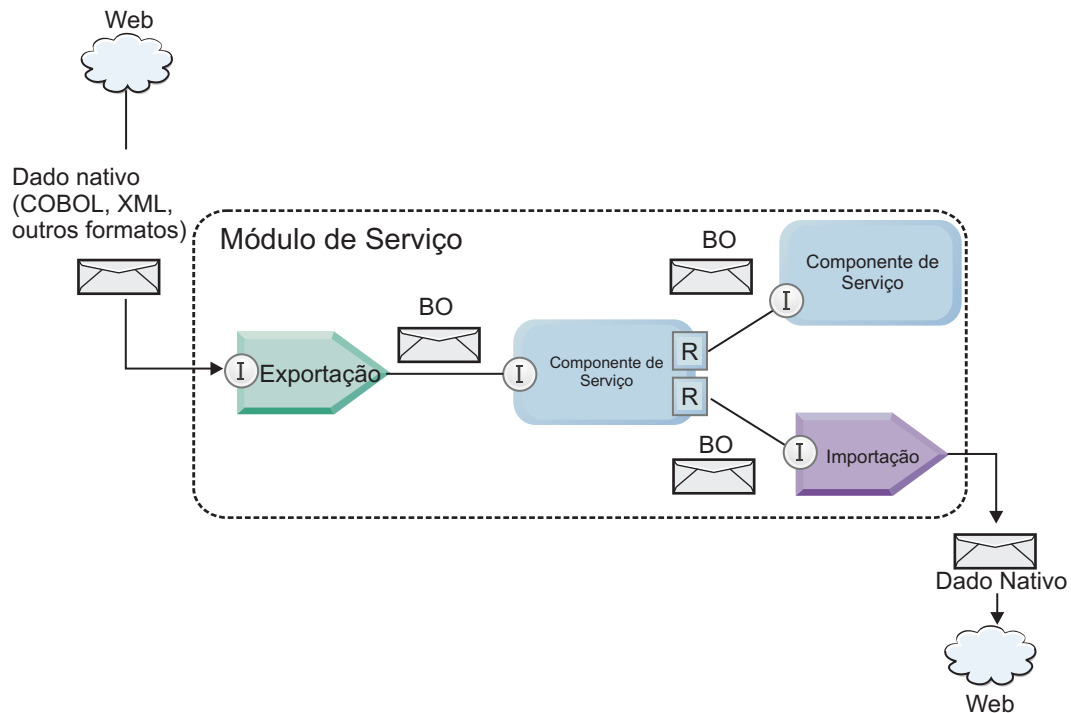 Web
Dado nativo
(COBOL, XML,
outros formatos)
Módulo de Serviço
BO
Componente de
Serviço
I
BO
I
Exportação
I
Componente de
Serviço
R
R
BO
I
Importação
Dado Nativo
Web